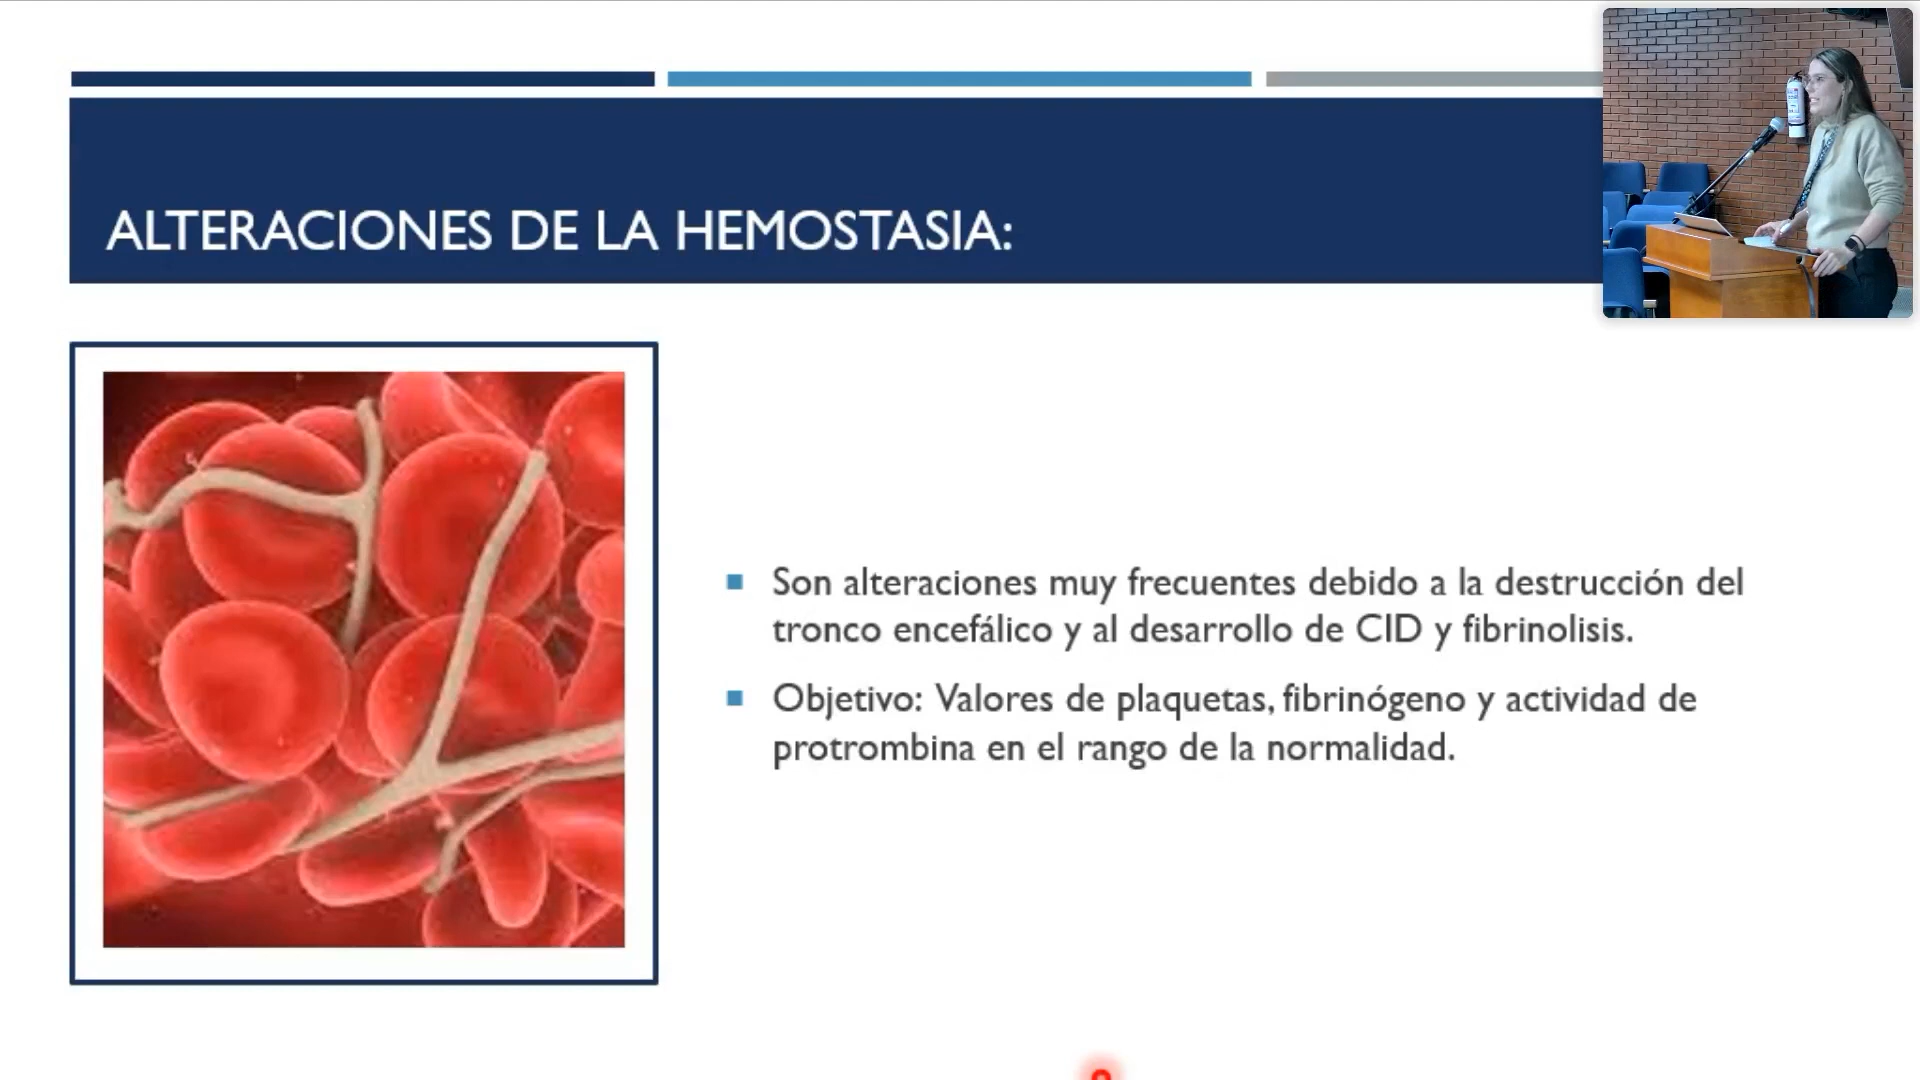 ALTERACIONES DE LA HEMOSTASIA:
Son alteraciones muy frecuentes debido a la destrucción del
tronco encefálico y al desarrollo de CID y fibrinolisis.
Objetivo: Valores de plaquetas, fibrinógeno y actividad de
protrombina en el rango de la normalidad.